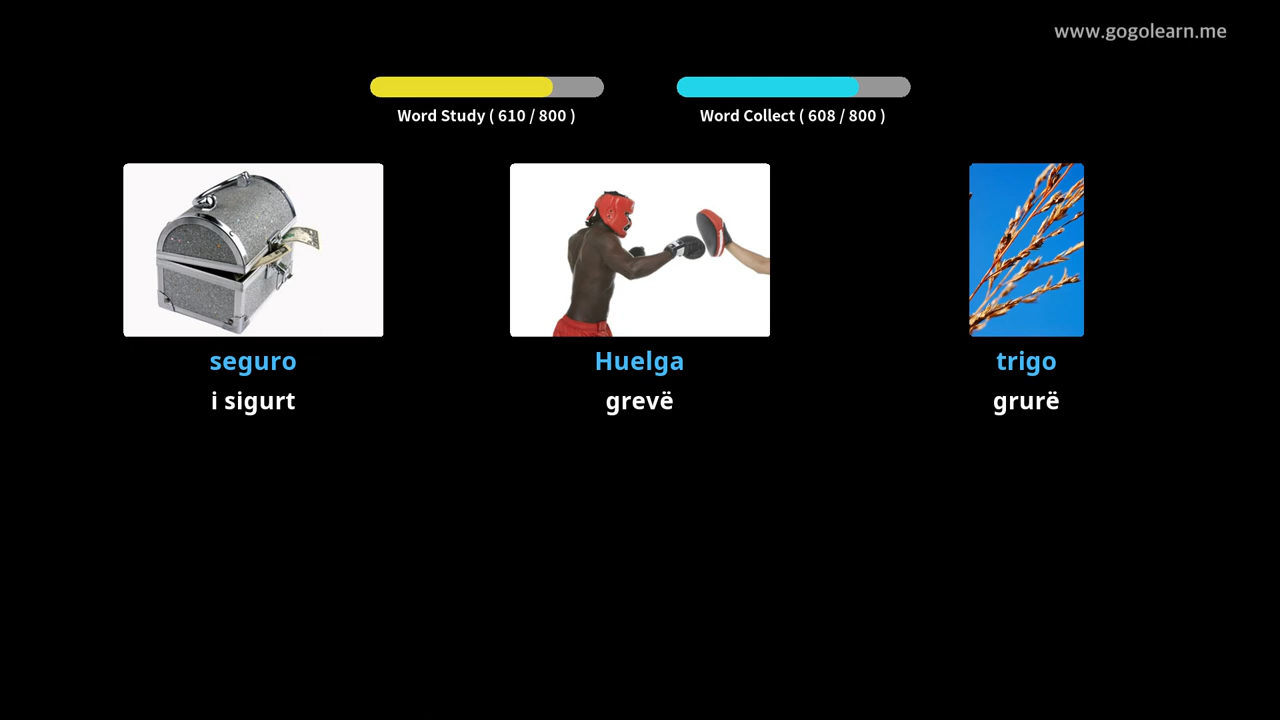 www.gogolearn.me
Word Study ( 610 / 800 )
Word Collect ( 608 / 800 )
seguro
i sigurt
Huelga
grevë
trigo
grurë